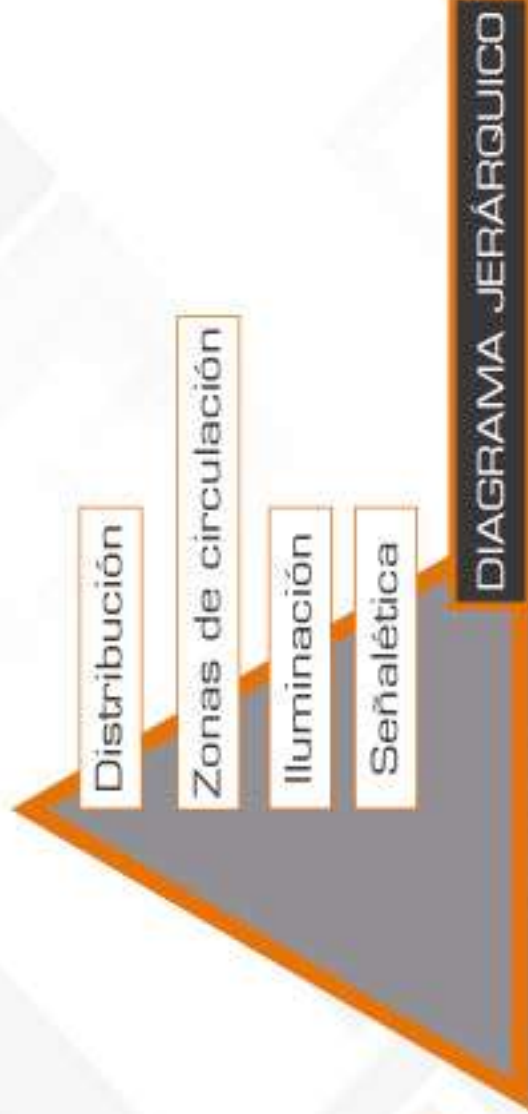 Distribución
Zonas de circulación
Iluminación
Señalética
DIAGRAMA JERÁRQUICO